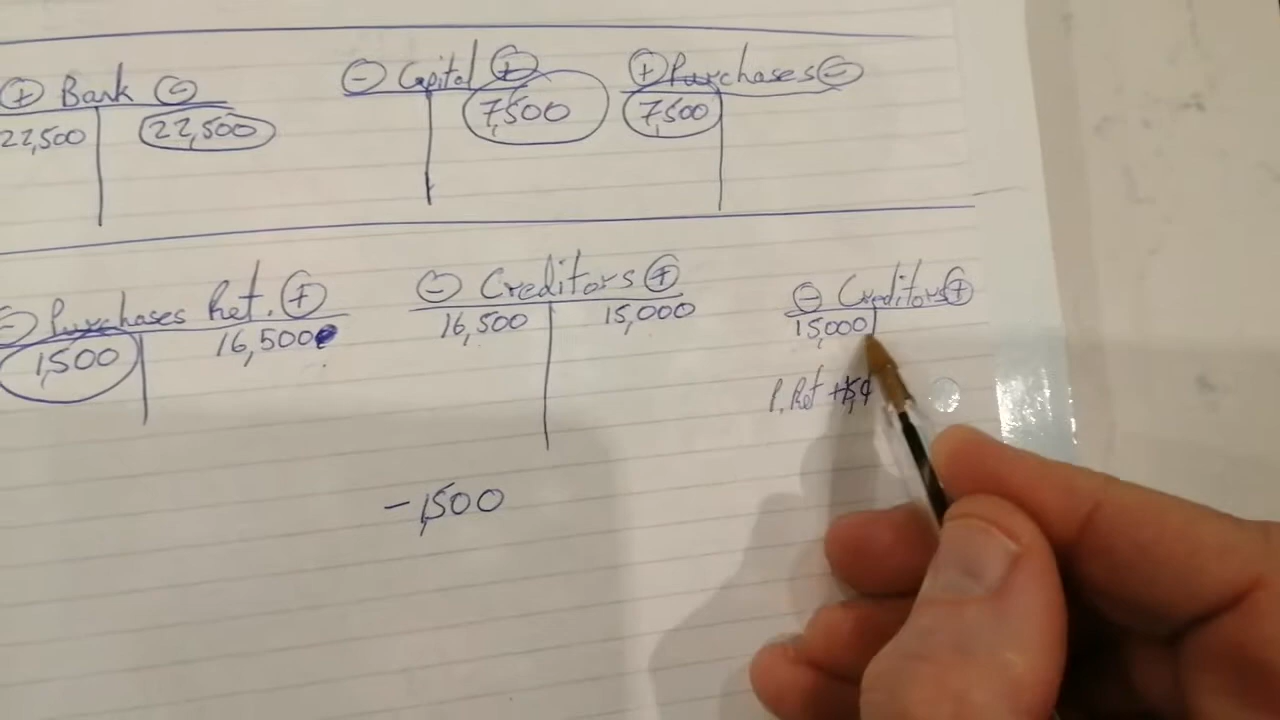 ⊕ Bank ⊖ ⊖ Capital ⊕ ⊕ Purchases ⊖
22,500 22,500 7,500 7,500
⊖ Purchases Ret. ⊕ ⊖ Creditors ⊕ ⊖ Creditors ⊕
1,500 16,500 16,500 15,000 15,000
P. Ret
-1,500